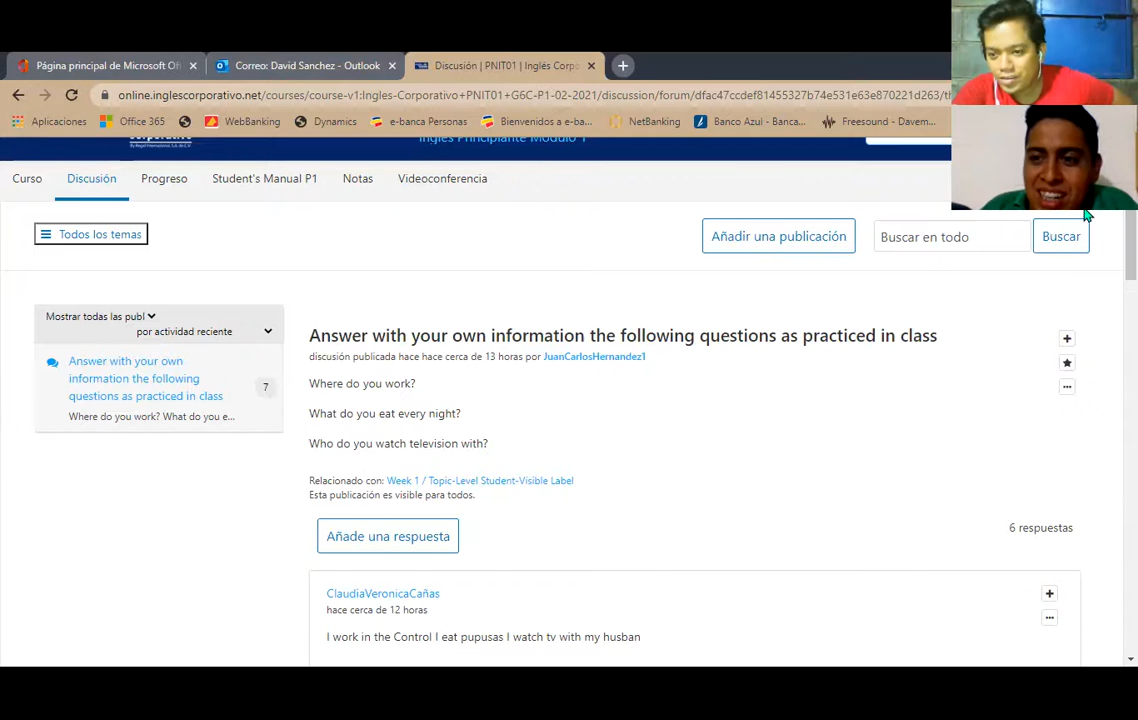 Página principal de Microsoft Of
Correo: David Sanchez - Outlook
Discusión | PNIT01 | Inglés Corpo
online.inglescorporativo.net/courses/course-v1:Ingles-Corporativo+PNIT01+G6C-P1-02-2021/discussion/forum/dfac47ccdef81455327b74e531e63e870221d263/th
Aplicaciones
Office 365
WebBanking
Dynamics
e-banca Personas
Bienvenidos a e-ba...
NetBanking
Banco Azul - Banca...
Freesound - Davem...
Inglés Principiante Módulo 1
Curso
Discusión
Progreso
Student's Manual P1
Notas
Videoconferencia
Todos los temas
Añadir una publicación
Buscar en todo
Buscar
Mostrar todas las publ
por actividad reciente
Answer with your own
information the following
questions as practiced in class
7
Where do you work? What do you e...
Answer with your own information the following questions as practiced in class
discusión publicada hace hace cerca de 13 horas por JuanCarlosHernandez1
Where do you work?
What do you eat every night?
Who do you watch television with?
Relacionado con: Week 1 / Topic-Level Student-Visible Label
Esta publicación es visible para todos.
Añade una respuesta
6 respuestas
ClaudiaVeronicaCañas
hace cerca de 12 horas
I work in the Control I eat pupusas I watch tv with my husban